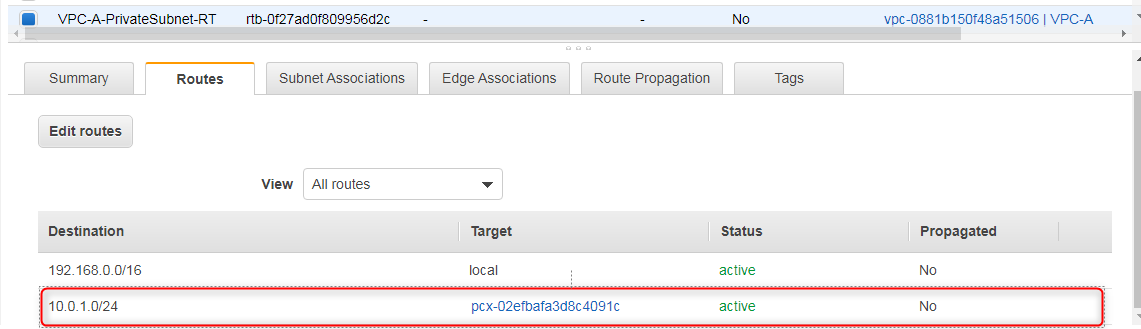 VPC-A-PrivateSubnet-RT rtb-0f27ad0f809956d2c - - No vpc-0881b150f48a51506 | VPC-A
Summary Routes Subnet Associations Edge Associations Route Propagation Tags
Edit routes
View All routes
Destination Target Status Propagated
192.168.0.0/16 local active No
10.0.1.0/24 pcx-02efbafa3d8c4091c active No